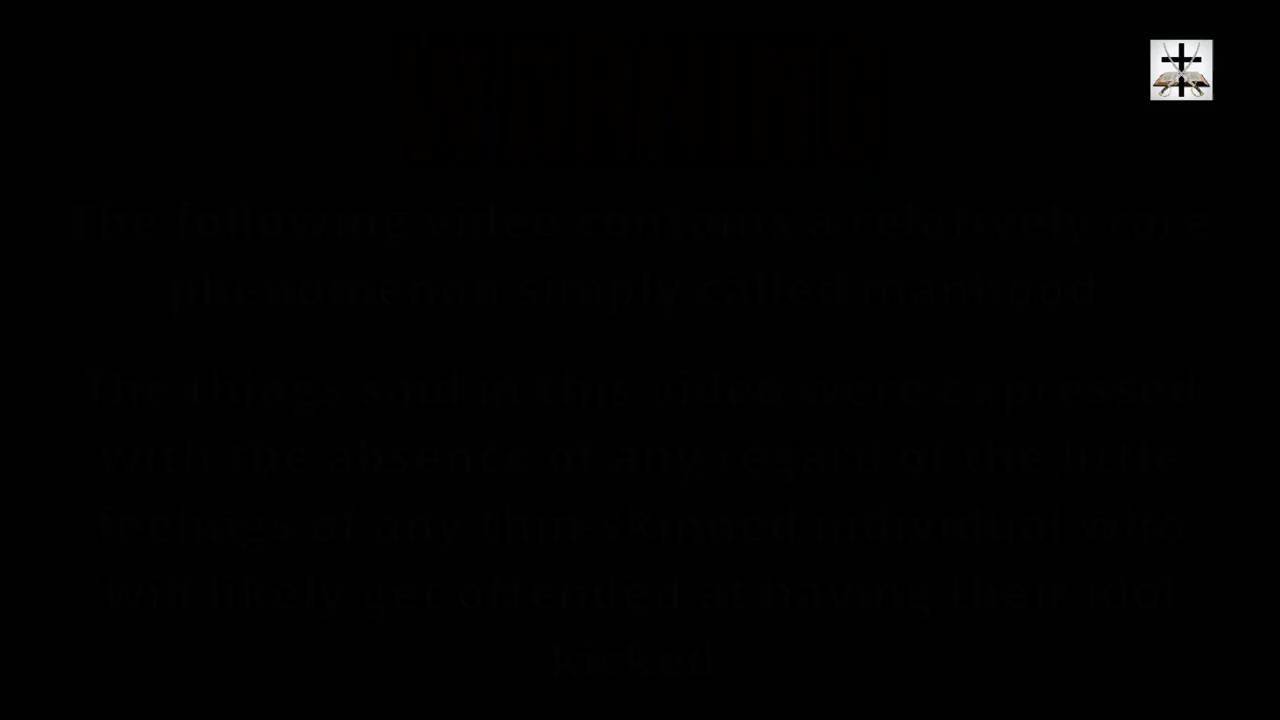 WARNING
The following video contains a relatively rare
phenomenon simply called manhood
The things said in this video were expressed
with the absence of any regard of the little
feelings of any thin-skinned individual who
will likely get offended at having their idol
kicked